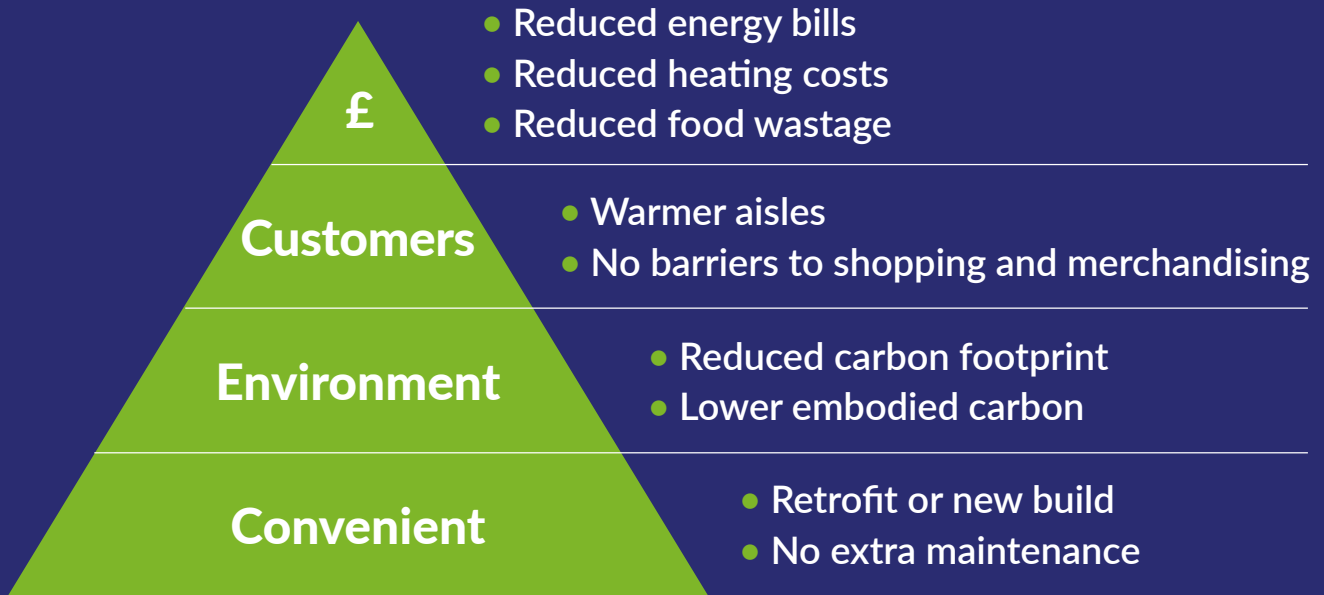 £
• Reduced energy bills
• Reduced heating costs
• Reduced food wastage
Customers
• Warmer aisles
• No barriers to shopping and merchandising
Environment
• Reduced carbon footprint
• Lower embodied carbon
Convenient
• Retrofit or new build
• No extra maintenance